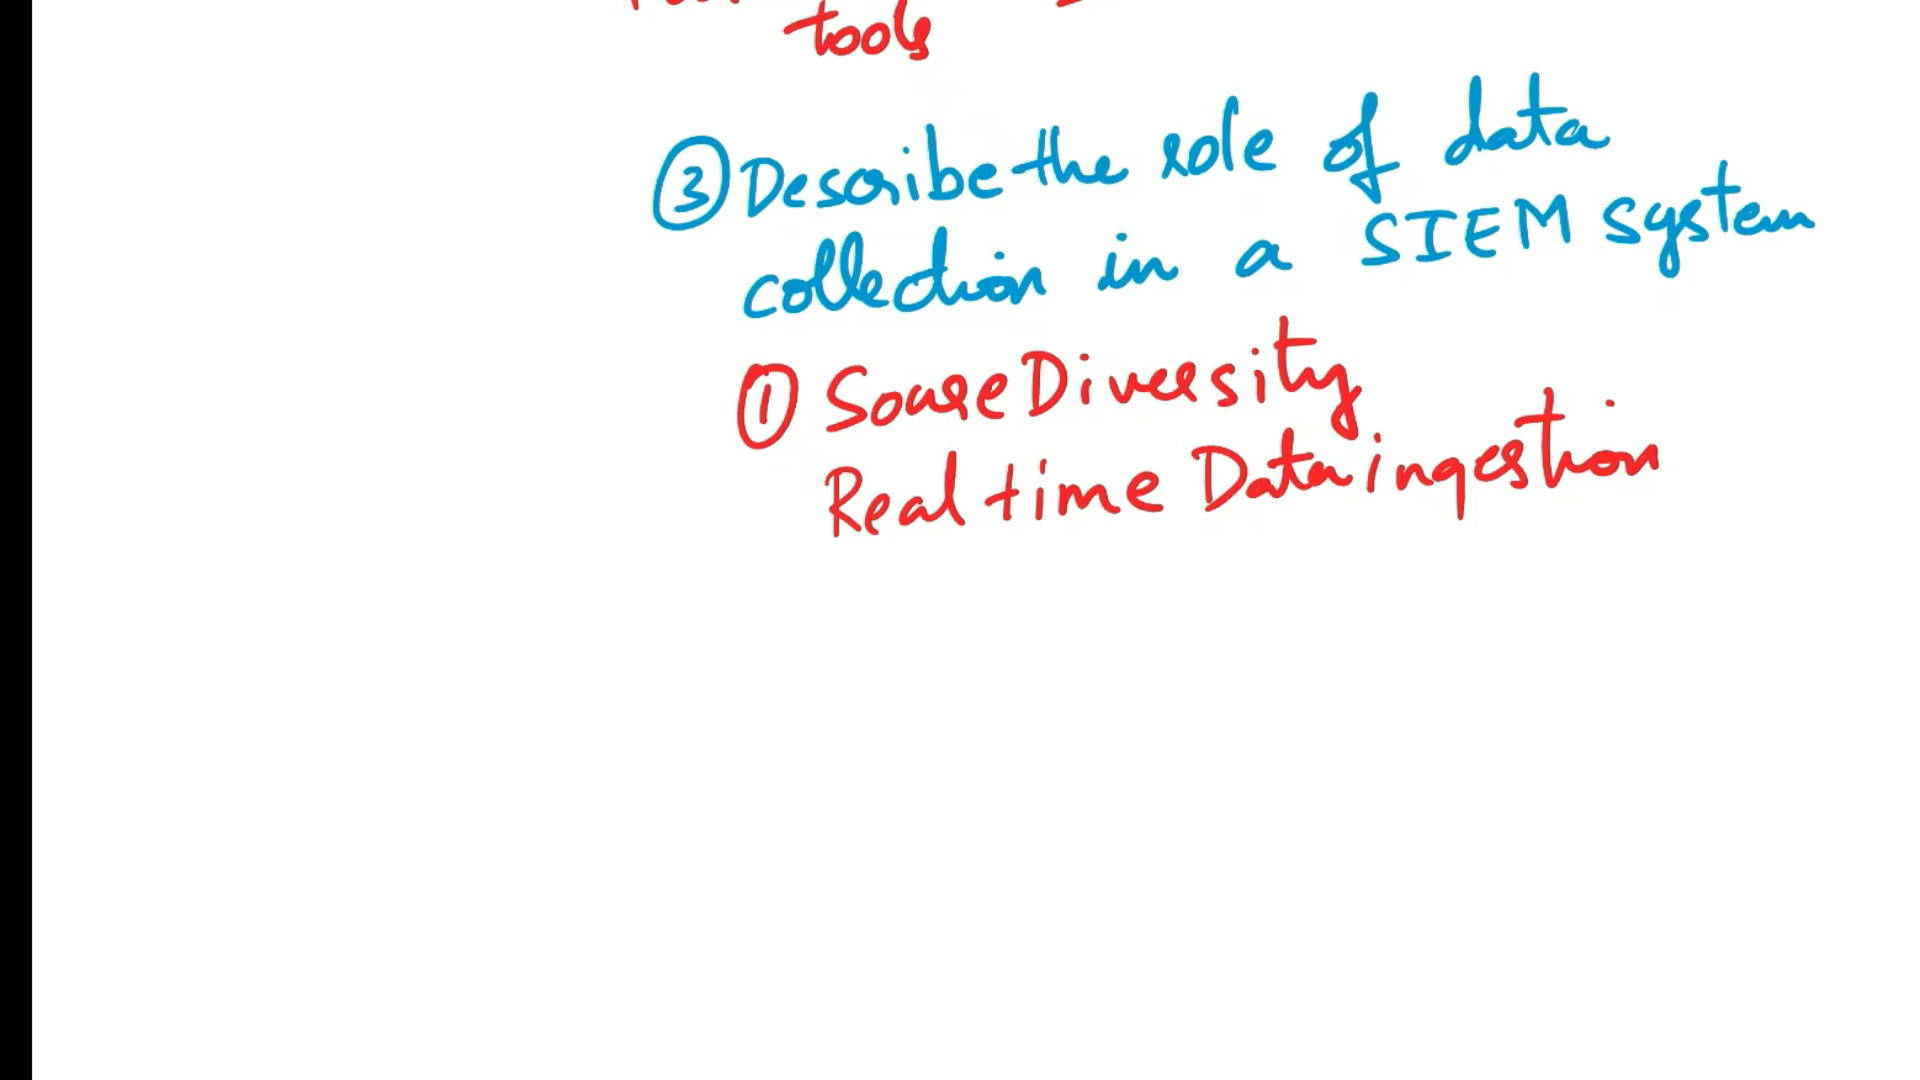 tools
③ Describe the role of data
collection in a SIEM system
① Source Diversity
Real time Data ingestion